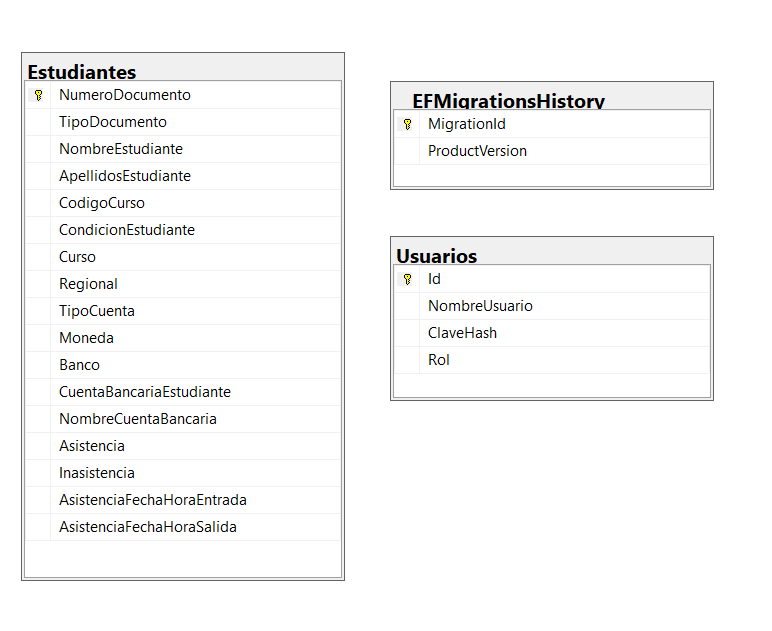 Estudiantes
NumeroDocumento
TipoDocumento
NombreEstudiante
ApellidosEstudiante
CodigoCurso
CondicionEstudiante
Curso
Regional
TipoCuenta
Moneda
Banco
CuentaBancariaEstudiante
NombreCuentaBancaria
Asistencia
Inasistencia
AsistenciaFechaHoraEntrada
AsistenciaFechaHoraSalida
EFMigrationsHistory
MigrationId
ProductVersion
Usuarios
Id
NombreUsuario
ClaveHash
Rol